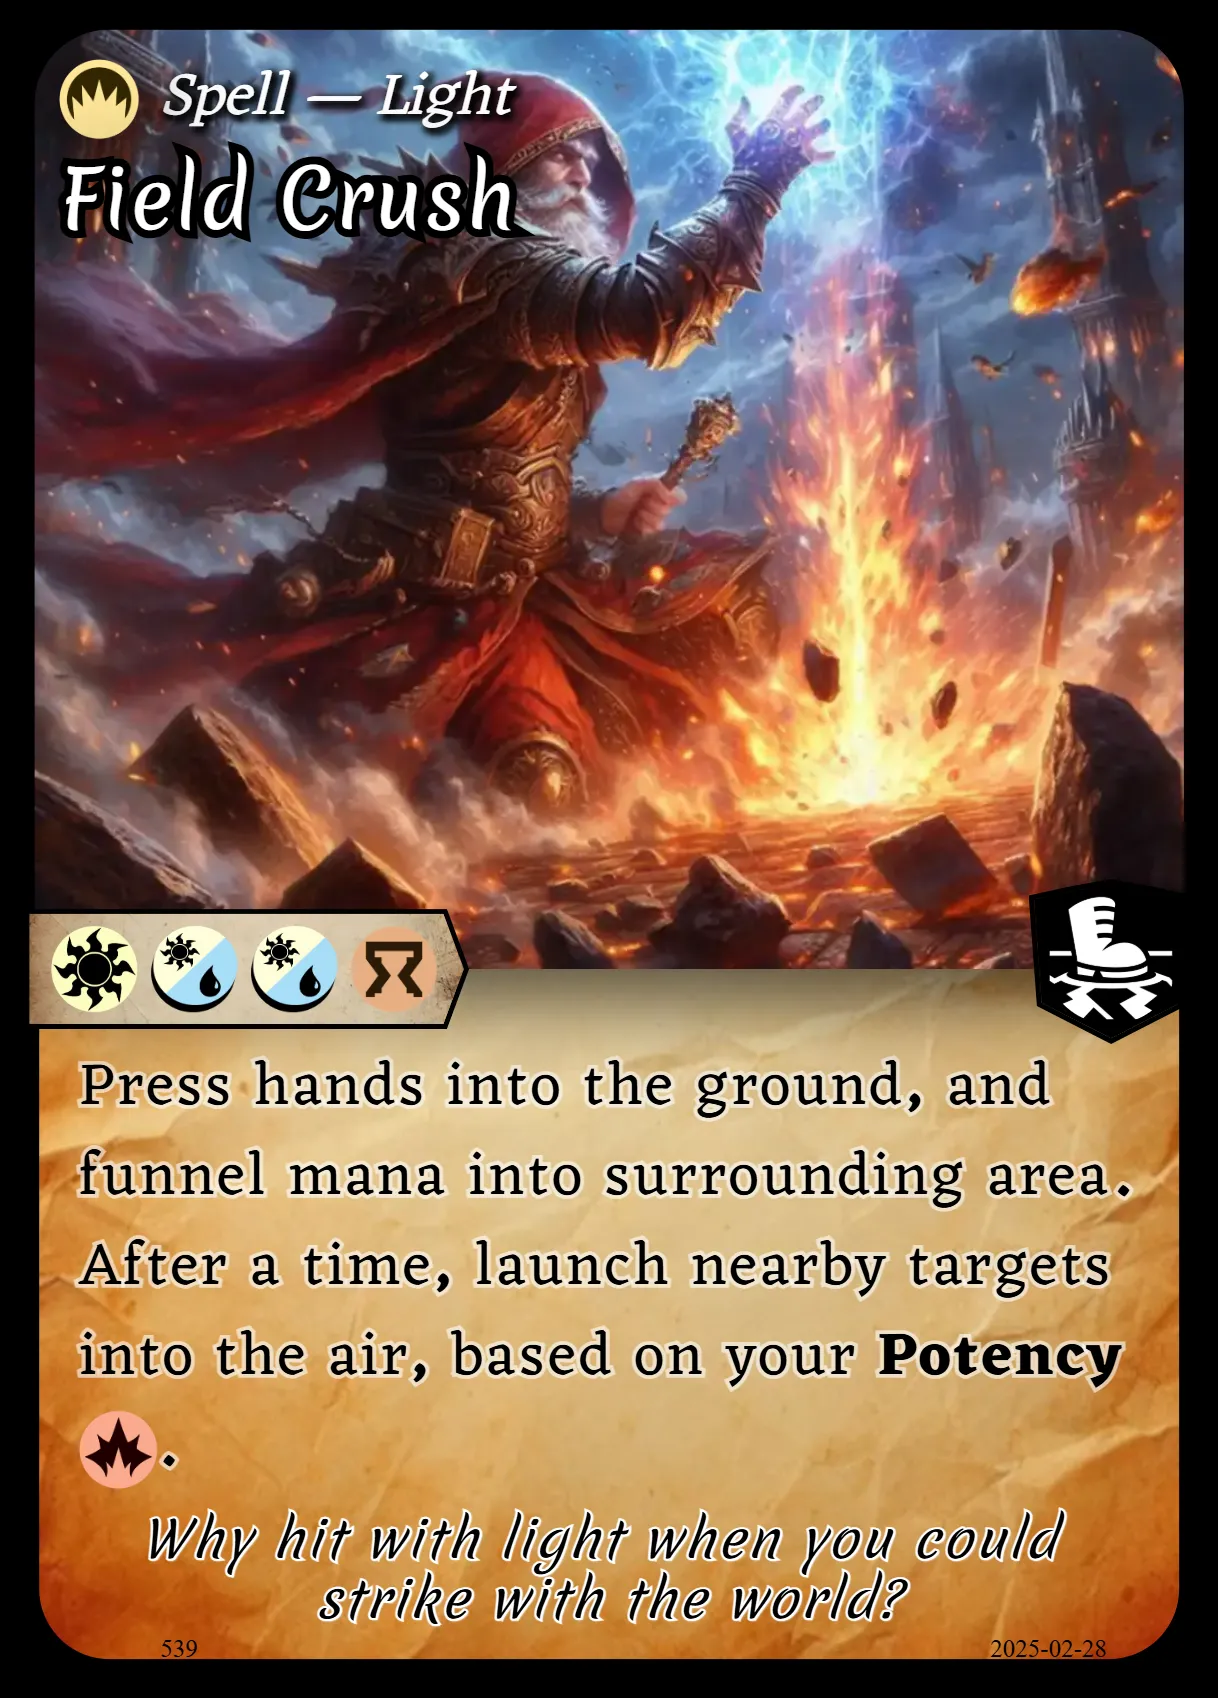 Spell — Light
Field Crush
Press hands into the ground, and
funnel mana into surrounding area.
After a time, launch nearby targets
into the air, based on your Potency
.
Why hit with light when you could
strike with the world?
539
2025-02-28